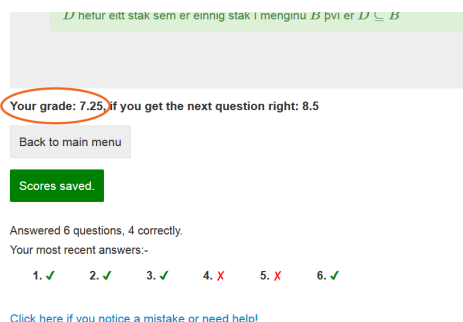 D hefur eitt stak sem er einnig stak í menginu B því er D ⊆ B
Your grade: 7.25, if you get the next question right: 8.5
Back to main menu
Scores saved.
Answered 6 questions, 4 correctly.
Your most recent answers:-
1. ✓ 2. ✓ 3. ✓ 4. ✗ 5. ✗ 6. ✓
Click here if you notice a mistake or need help!